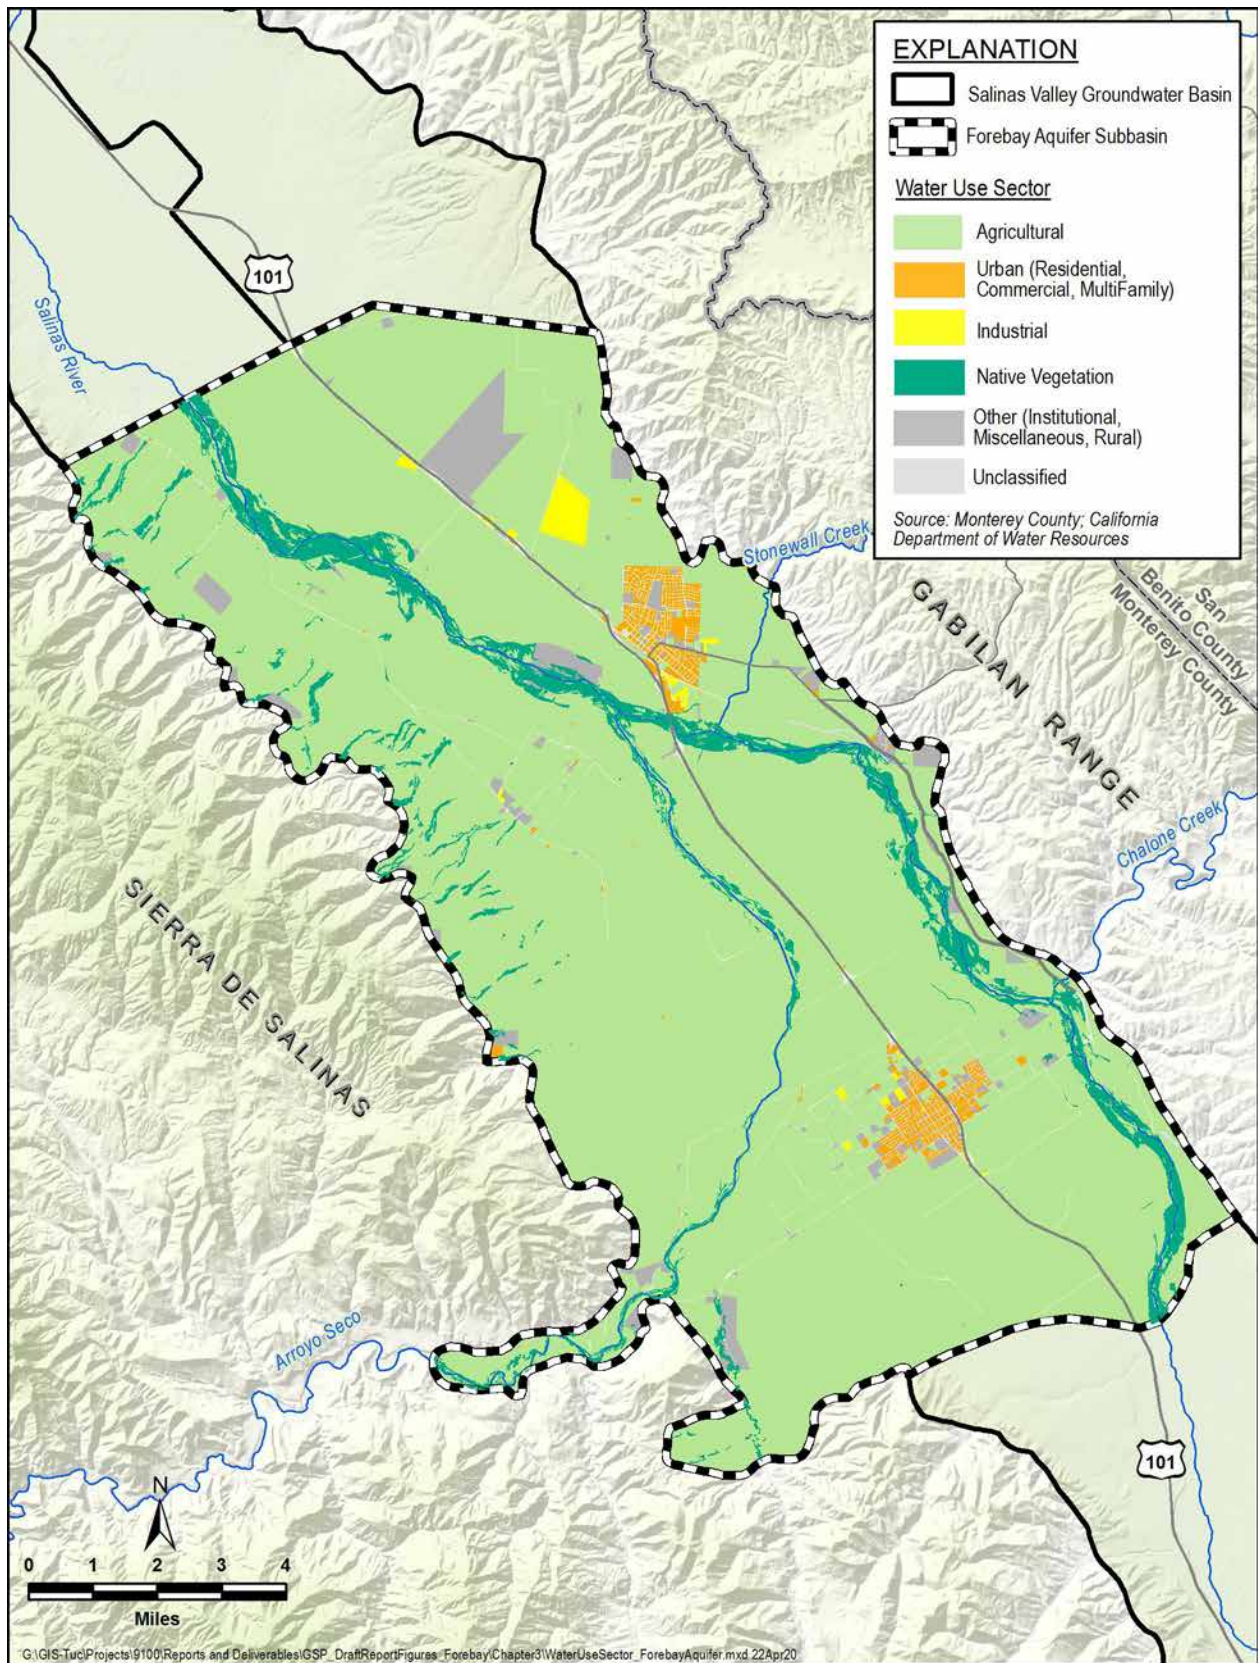 EXPLANATION
Salinas Valley Groundwater Basin
Forebay Aquifer Subbasin
Water Use Sector
Agricultural
Urban (Residential,
Commercial, MultiFamily)
Industrial
Native Vegetation
Other (Institutional,
Miscellaneous, Rural)
Unclassified
Source: Monterey County; California
Department of Water Resources
101
Salinas River
Stonewall Creek
San
Benito County
Monterey County
GABILAN RANGE
Chalone Creek
SIERRA DE SALINAS
Arroyo Seco
101
N
0 1 2 3 4
Miles
G:\GIS-Tuc\Projects\9100\Reports and Deliverables\GSP_DraftReportFigures_Forebay\Chapter3\WaterUseSector_ForebayAquifer.mxd 22Apr20